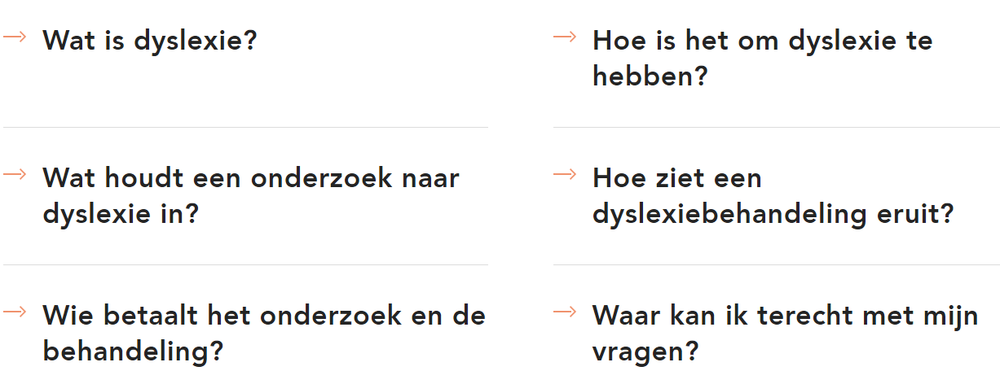 Wat is dyslexie?
Hoe is het om dyslexie te
hebben?
Wat houdt een onderzoek naar
dyslexie in?
Hoe ziet een
dyslexiebehandeling eruit?
Wie betaalt het onderzoek en de
behandeling?
Waar kan ik terecht met mijn
vragen?